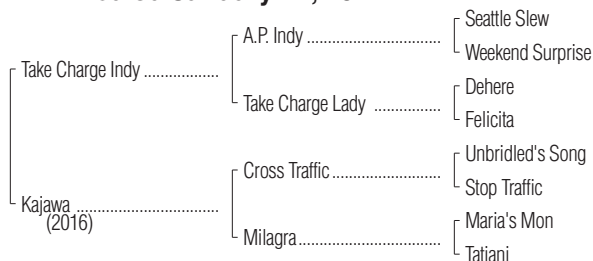 Seattle Slew
A.P. Indy ..................
Weekend Surprise
Take Charge Indy ................
Dehere
Take Charge Lady ................
Felicita
Unbridled's Song
Cross Traffic ..........................
Stop Traffic
Kajawa ..................................
(2016)
Maria's Mon
Milagra ..................................
Tatiani